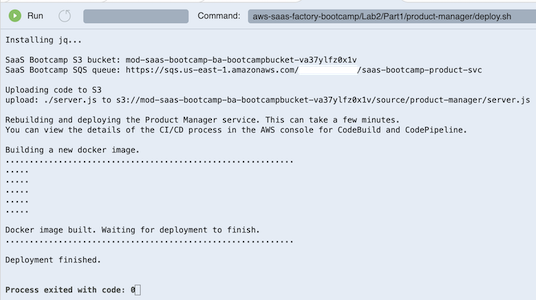 Run
Command: aws-saas-factory-bootcamp/Lab2/Part1/product-manager/deploy.sh
Installing jq...
SaaS Bootcamp S3 bucket: mod-saas-bootcamp-ba-bootcampbucket-va37ylfz0x1v
SaaS Bootcamp SQS queue: https://sqs.us-east-1.amazonaws.com/ /saas-bootcamp-product-svc
Uploading code to S3
upload: ./server.js to s3://mod-saas-bootcamp-ba-bootcampbucket-va37ylfz0x1v/source/product-manager/server.js
Rebuilding and deploying the Product Manager service. This can take a few minutes.
You can view the details of the CI/CD process in the AWS console for CodeBuild and CodePipeline.
Building a new docker image.
............................................................
.....
.....
.....
.....
.....
Docker image built. Waiting for deployment to finish.
............................................................
Deployment finished.
Process exited with code: 0